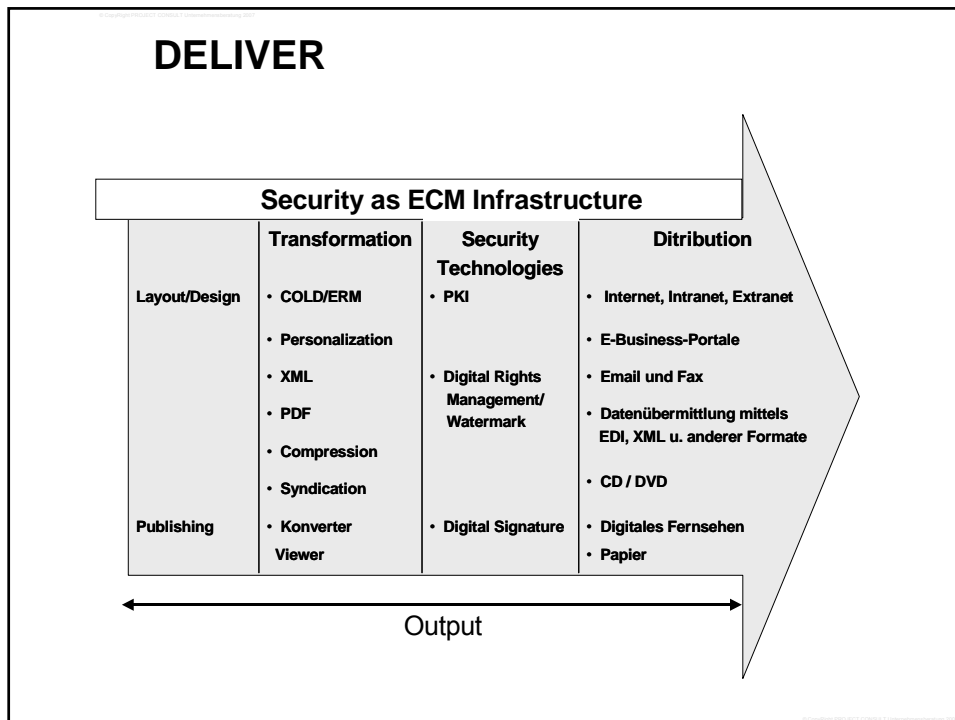 DELIVER
Security as ECM Infrastructure
Layout/Design
Publishing
Transformation
• COLD/ERM
• Personalization
• XML
• PDF
• Compression
• Syndication
• Konverter
Viewer
Security
Technologies
• PKI
• Digital Rights
Management/
Watermark
• Digital Signature
Ditribution
• Internet, Intranet, Extranet
• E-Business-Portale
• Email und Fax
• Datenübermittlung mittels
EDI, XML u. anderer Formate
• CD / DVD
• Digitales Fernsehen
• Papier
Output